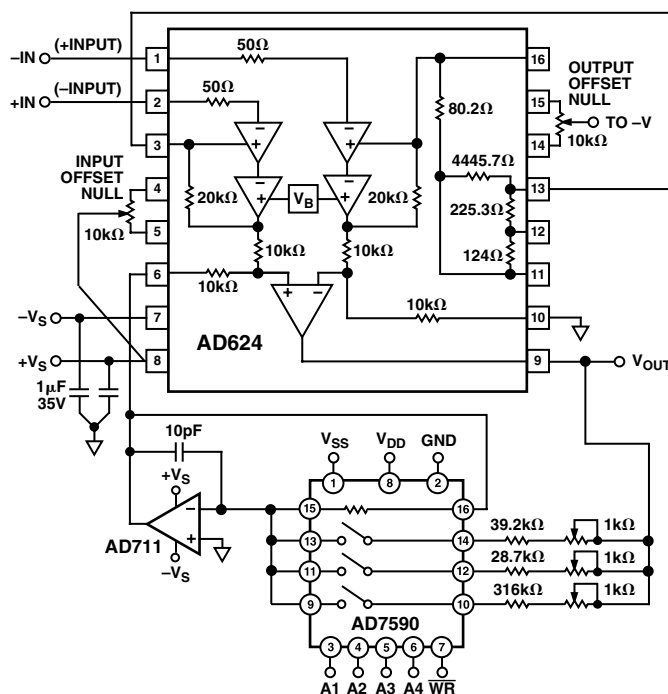 –IN (+INPUT)
+IN (–INPUT)
50Ω
50Ω
1
2
3
4
5
6
7
8
16
15
14
13
12
11
10
9
INPUT
OFFSET
NULL
10kΩ
–VS
+VS
1μF
35V
OUTPUT
OFFSET
NULL
TO –V
10kΩ
80.2Ω
4445.7Ω
225.3Ω
124Ω
– +
– +
20kΩ
VB
20kΩ
10kΩ
10kΩ
10kΩ
10kΩ
+ –
AD624
VOUT
10pF
+VS
– +
AD711
–VS
VSS
VDD
GND
1
8
2
15
16
13
14
11
12
9
10
39.2kΩ
1kΩ
28.7kΩ
1kΩ
316kΩ
1kΩ
AD7590
3
4
5
6
7
A1
A2
A3
A4
WR